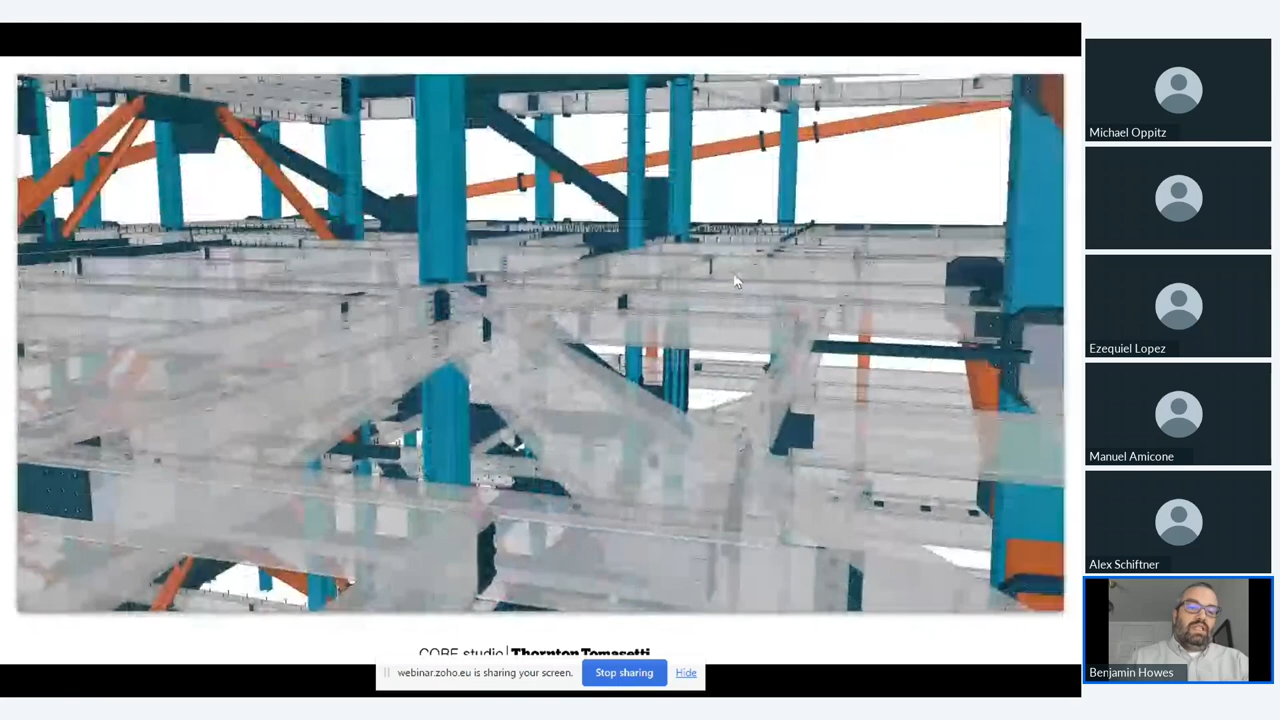 Michael Oppitz
Ezequiel Lopez
Manuel Amicone
Alex Schiftner
Benjamin Howes
CORE studio|Thornton Tomasetti
webinar.zoho.eu is sharing your screen.
Stop sharing
Hide